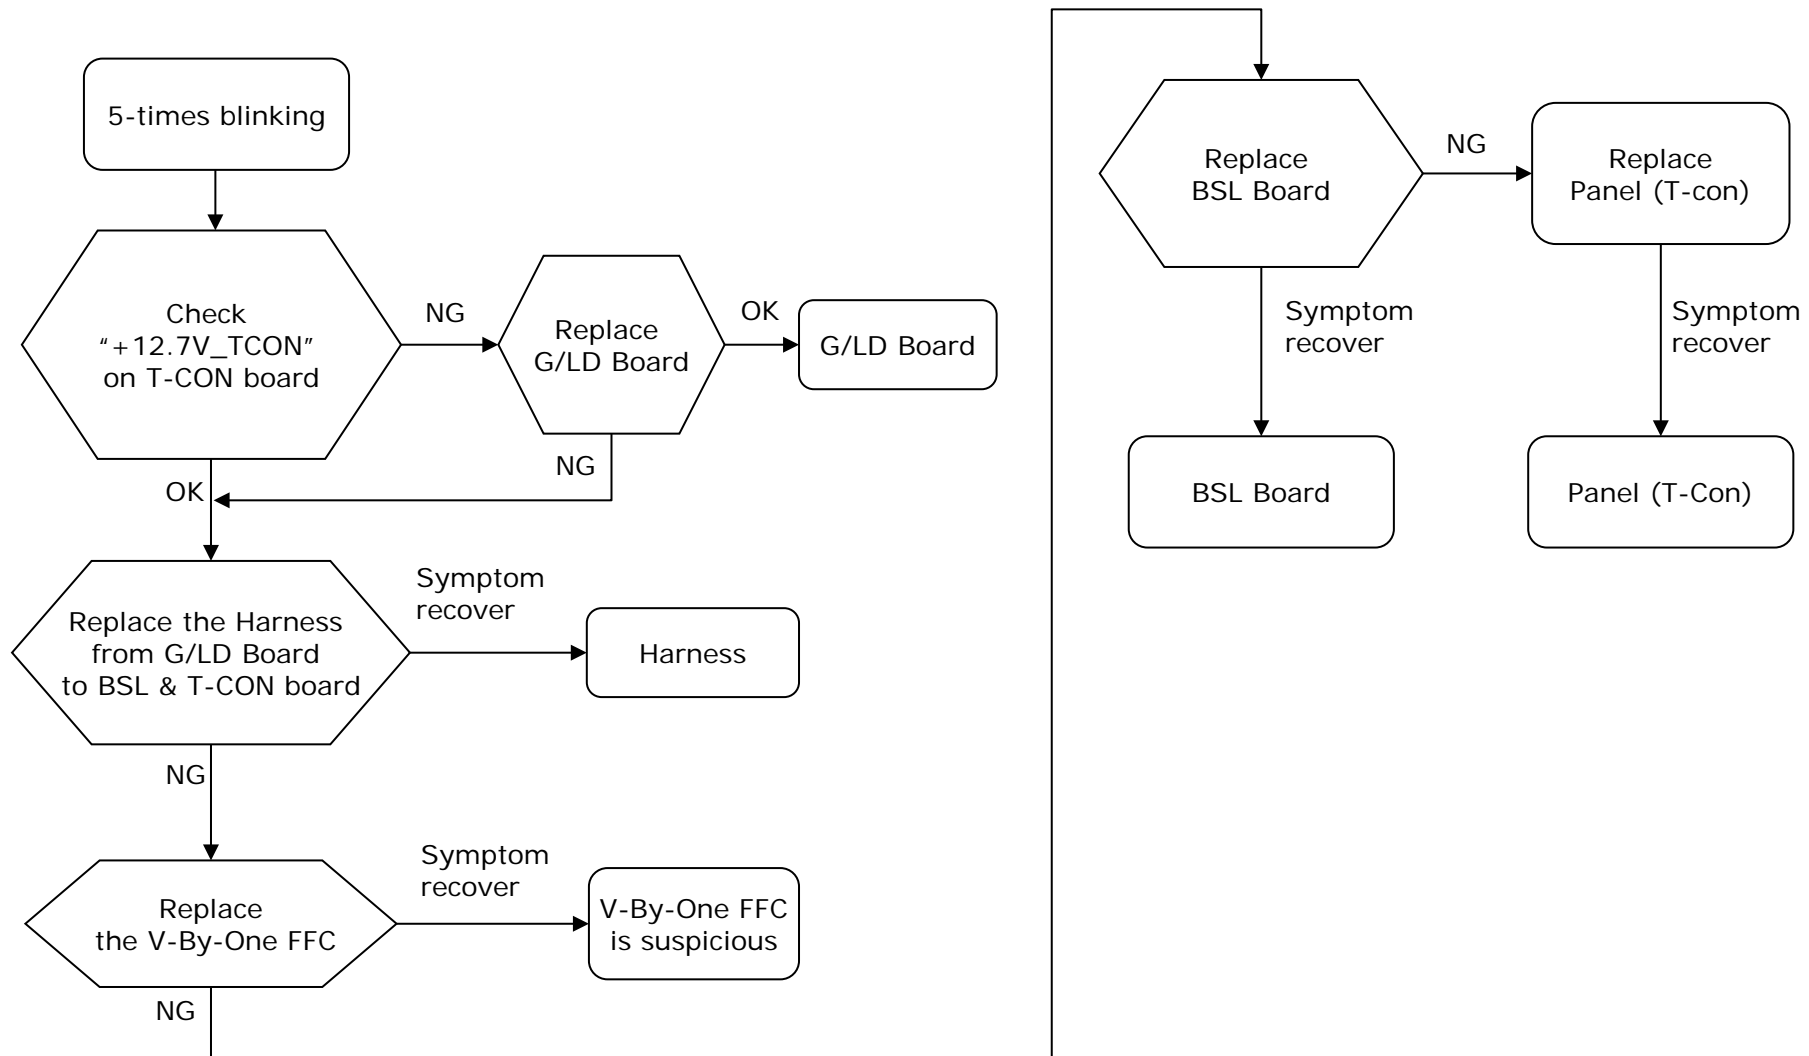 5-times blinking
Check
“+12.7V_TCON”
on T-CON board
NG
Replace
G/LD Board
OK
G/LD Board
NG
OK
Replace the Harness
from G/LD Board
to BSL & T-CON board
Symptom
recover
Harness
NG
Replace
the V-By-One FFC
Symptom
recover
V-By-One FFC
is suspicious
NG
Replace
BSL Board
NG
Replace
Panel (T-con)
Symptom
recover
Symptom
recover
BSL Board
Panel (T-Con)